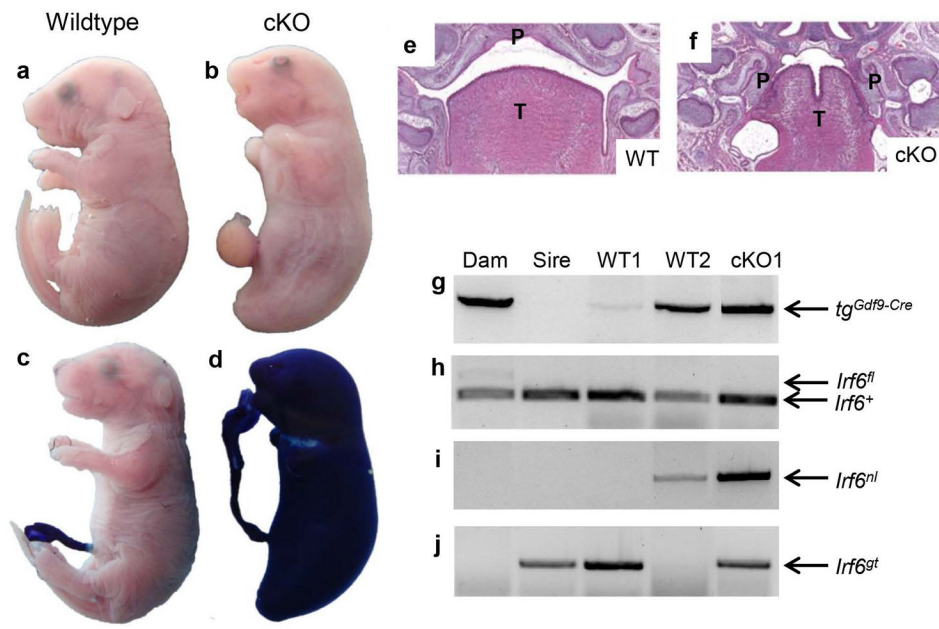 Wildtype cKO
a b
c d
e P T WT
f P P T cKO
Dam Sire WT1 WT2 cKO1
g tgGdf9-Cre
h Irf6fl
Irf6+
i Irf6nl
j Irf6gt